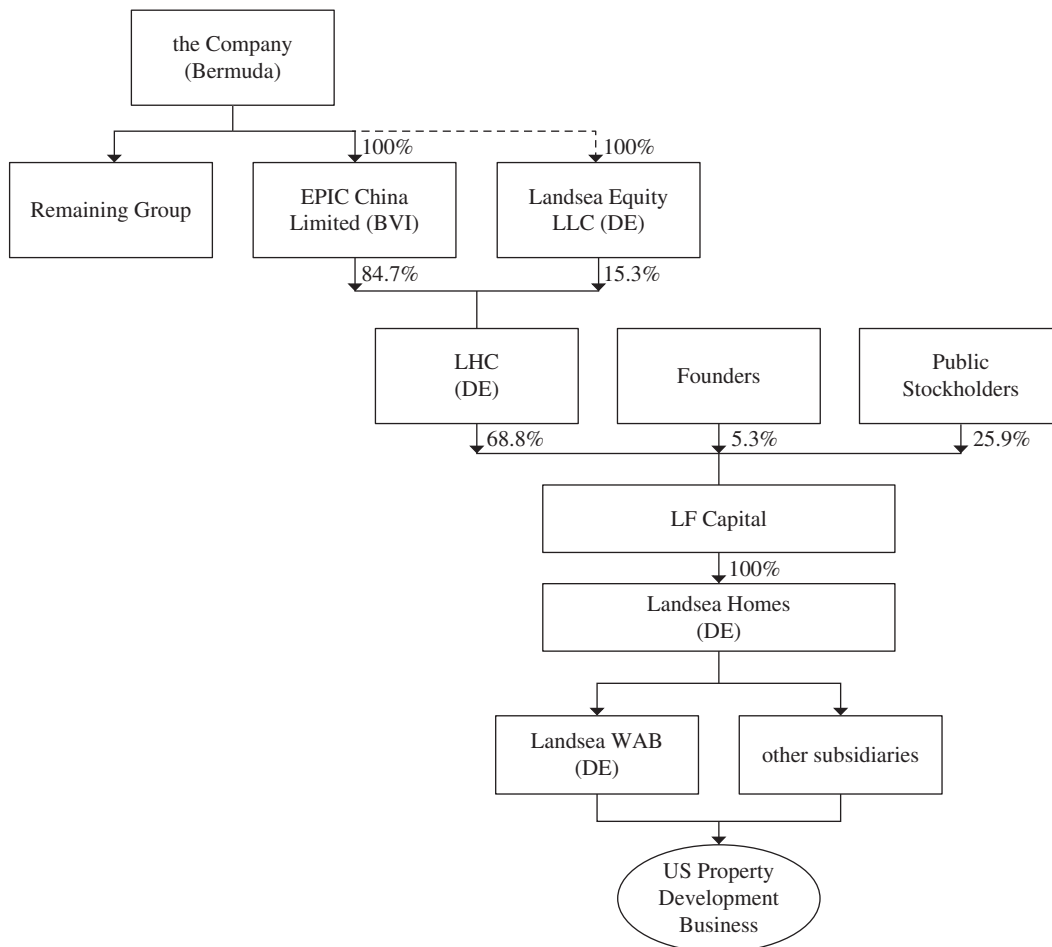 the Company
(Bermuda)
100%
100%
Remaining Group
EPIC China
Limited (BVI)
Landsea Equity
LLC (DE)
84.7%
15.3%
LHC
(DE)
Founders
Public
Stockholders
68.8%
5.3%
25.9%
LF Capital
100%
Landsea Homes
(DE)
Landsea WAB
(DE)
other subsidiaries
US Property
Development
Business